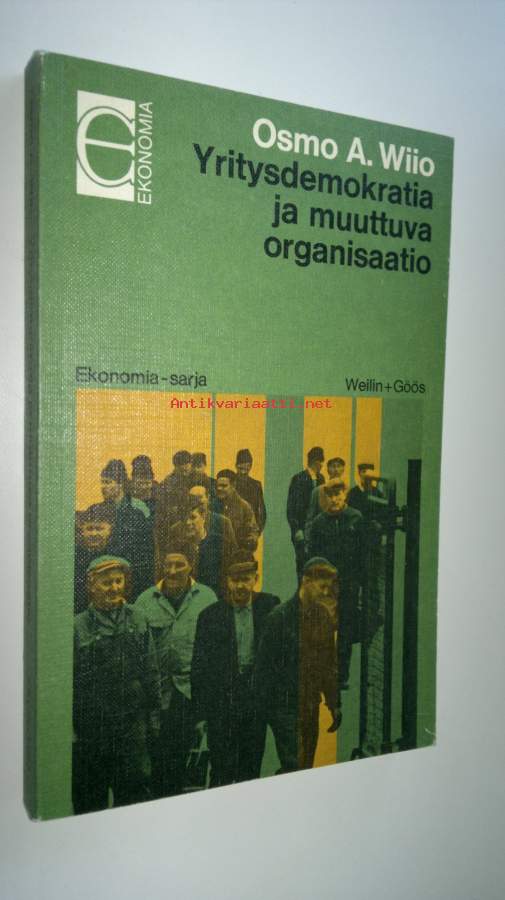 EKONOMIA
Osmo A. Wiio
Yritysdemokratia
ja muuttuva
organisaatio
Ekonomia-sarja
Weilin+Göös
Antikvariaatti.net